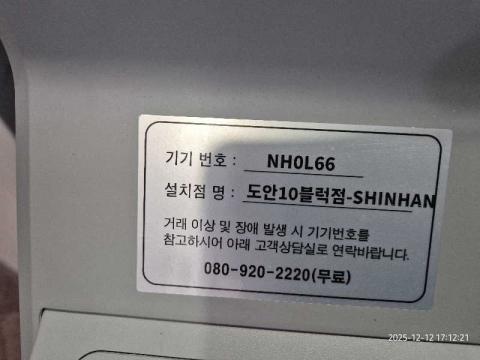 기기 번호 : NH0L66
설치점 명 : 도안10블럭점-SHINHAN
거래 이상 및 장애 발생 시 기기번호를
참고하시어 아래 고객상담실로 연락바랍니다.
080-920-2220(무료)
2025-12-12 17:12:21